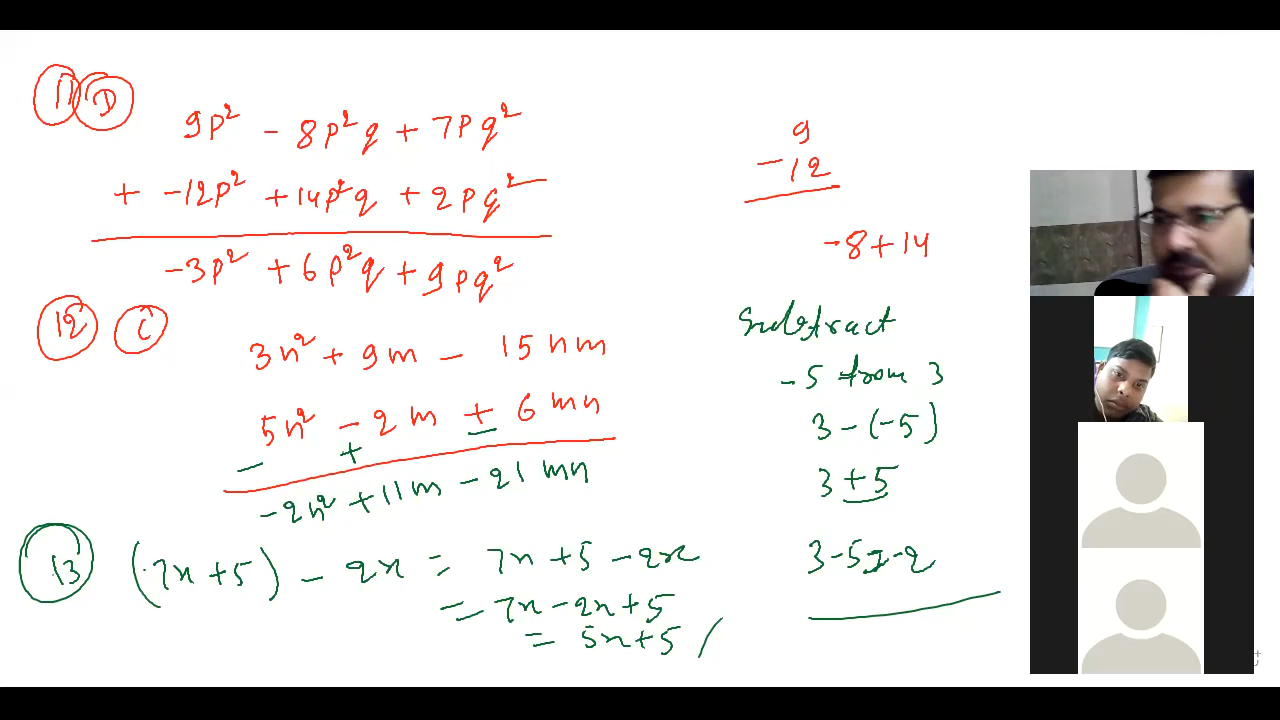 11 D
9p² - 8p²q + 7pq²
+ -12p² + 14p²q + 2pq²
-3p² + 6p²q + 9pq²
9
-12
-8+14
12 C
3n² + 9m - 15nm
5n² - 2m + 6mn
- + -
-2n² + 11m - 21mn
Subtract
-5 from 3
3-(-5)
3+5
3-5=-2
13 (7x+5) - 2x = 7x+5-2x
= 7x-2x+5
= 5x+5